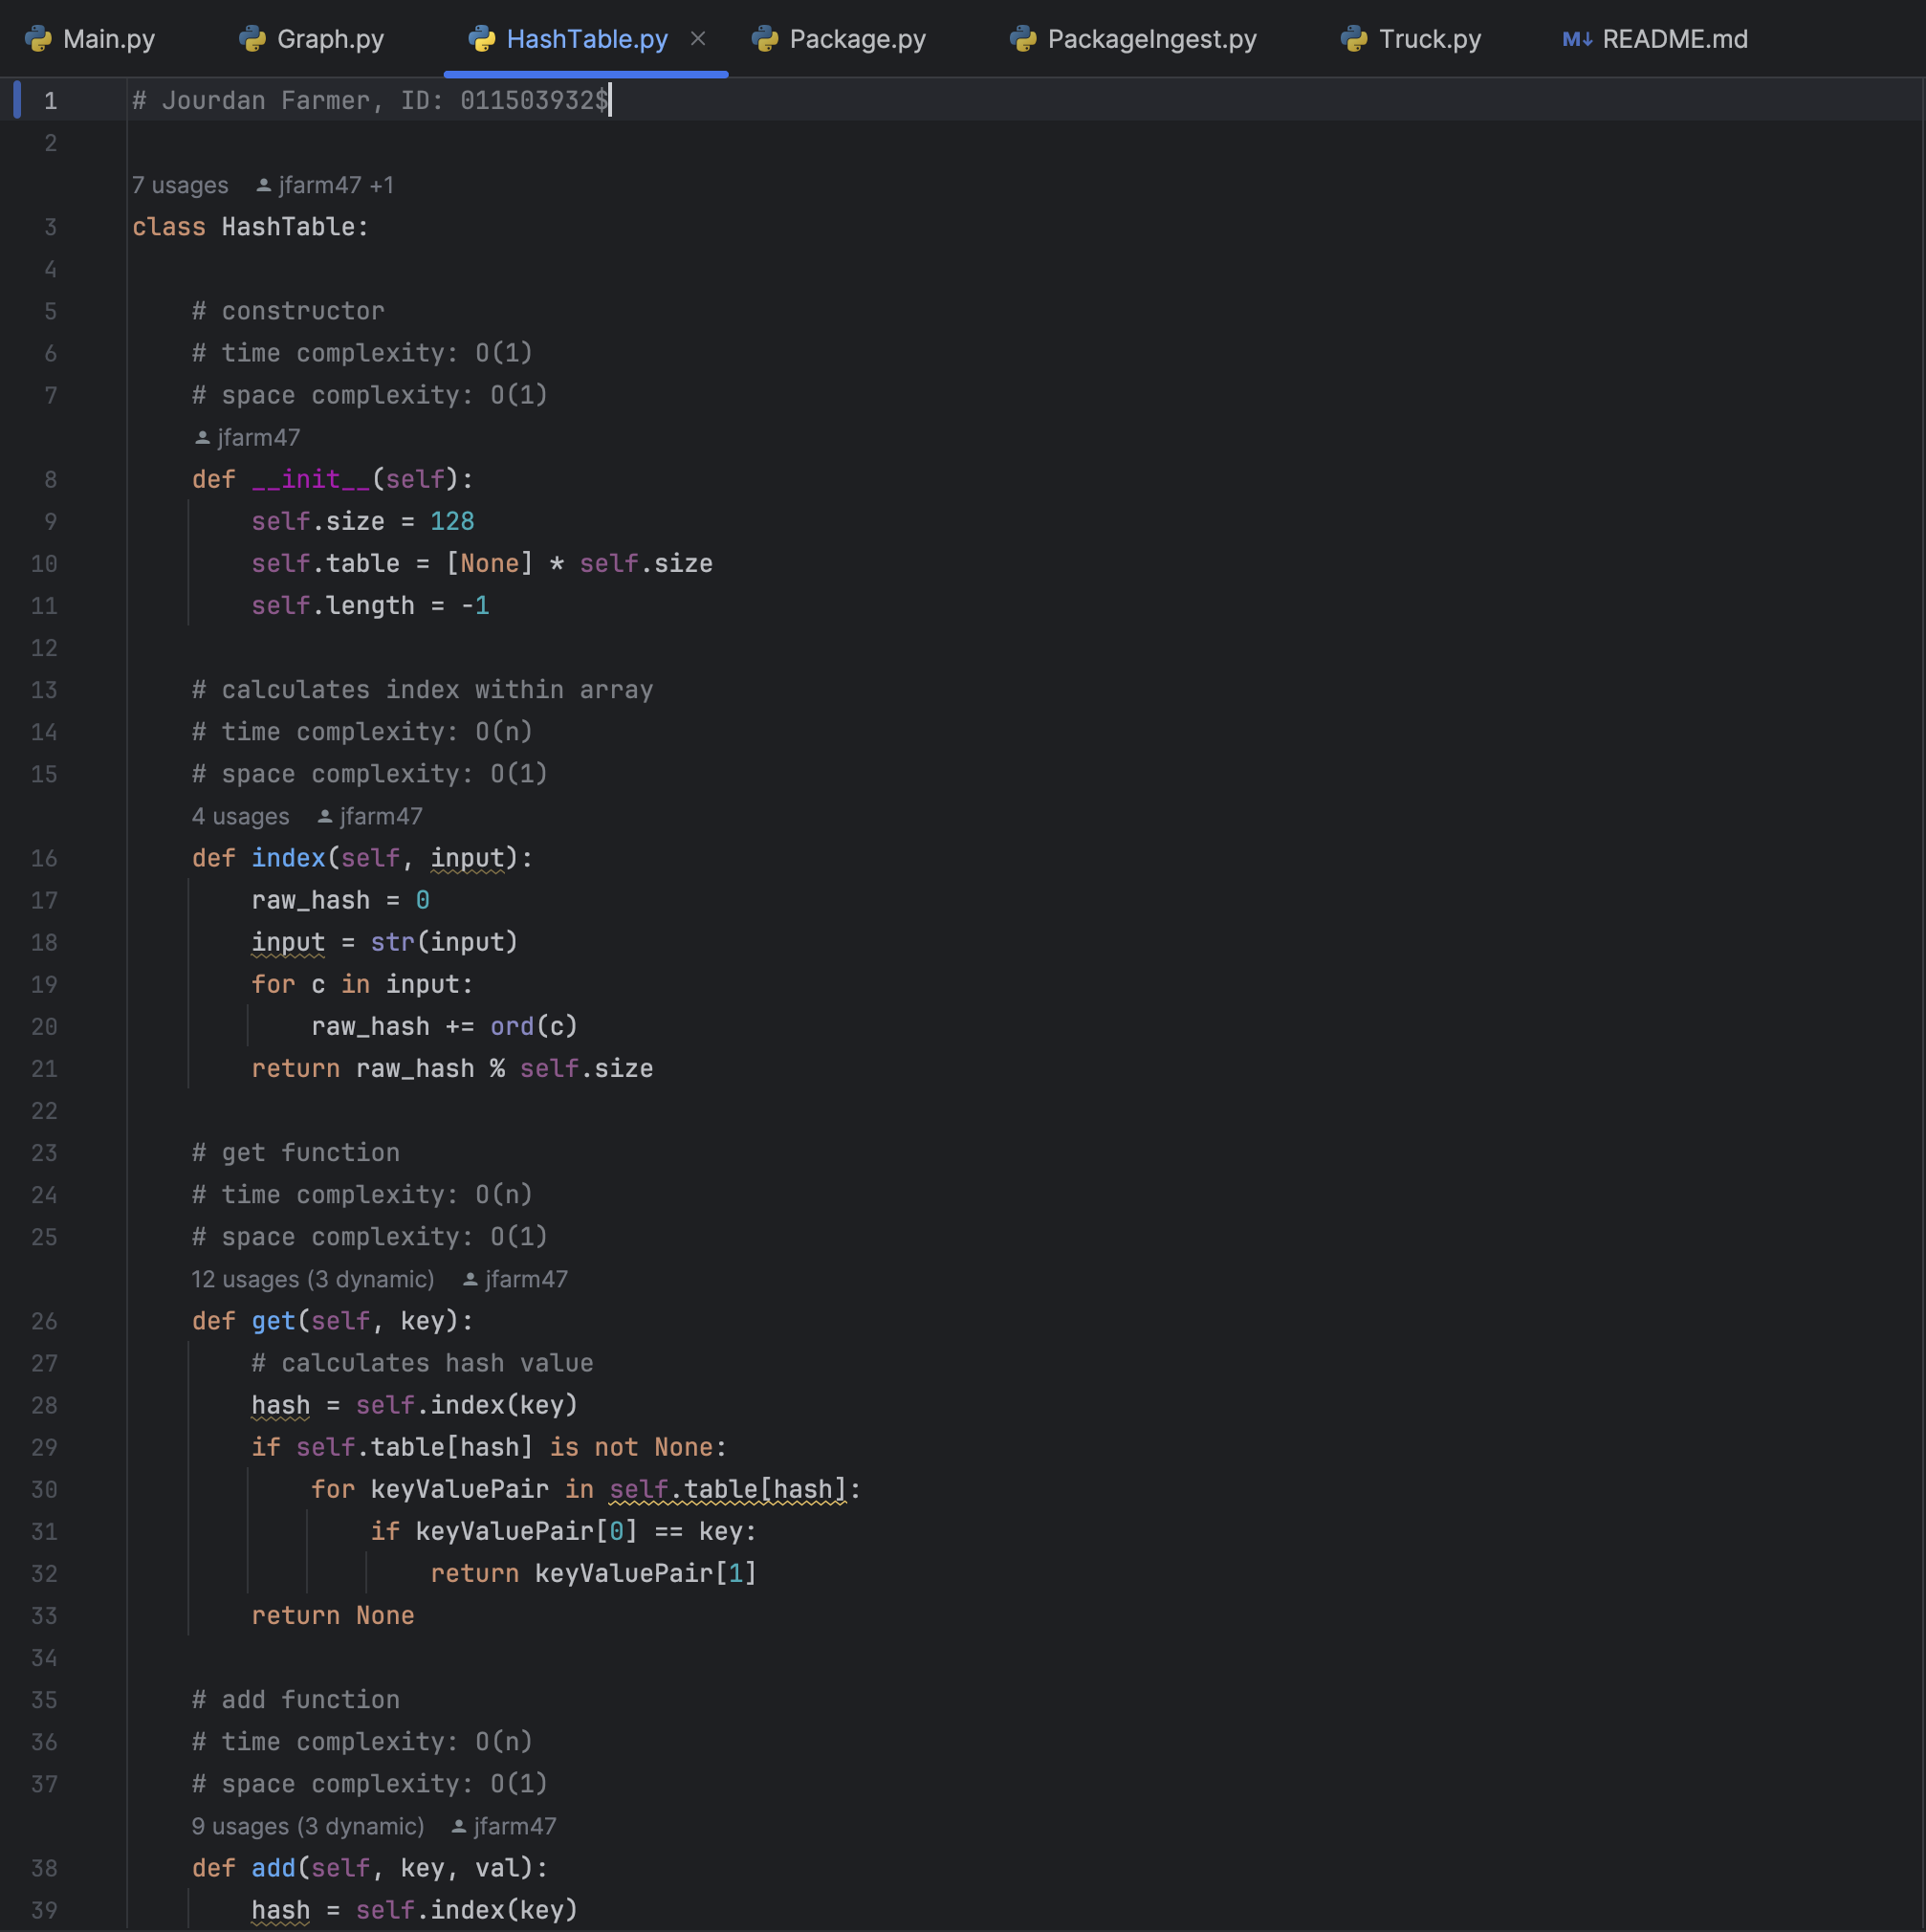 Main.py Graph.py HashTable.py × Package.py PackageIngest.py Truck.py M↓ README.md
1 # Jourdan Farmer, ID: 011503932$
2
7 usages jfarm47 +1
3 class HashTable:
4
5     # constructor
6     # time complexity: O(1)
7     # space complexity: O(1)
    jfarm47
8     def __init__(self):
9         self.size = 128
10         self.table = [None] * self.size
11         self.length = -1
12
13     # calculates index within array
14     # time complexity: O(n)
15     # space complexity: O(1)
    4 usages jfarm47
16     def index(self, input):
17         raw_hash = 0
18         input = str(input)
19         for c in input:
20             raw_hash += ord(c)
21         return raw_hash % self.size
22
23     # get function
24     # time complexity: O(n)
25     # space complexity: O(1)
    12 usages (3 dynamic) jfarm47
26     def get(self, key):
27         # calculates hash value
28         hash = self.index(key)
29         if self.table[hash] is not None:
30             for keyValuePair in self.table[hash]:
31                 if keyValuePair[0] == key:
32                     return keyValuePair[1]
33         return None
34
35     # add function
36     # time complexity: O(n)
37     # space complexity: O(1)
    9 usages (3 dynamic) jfarm47
38     def add(self, key, val):
39         hash = self.index(key)